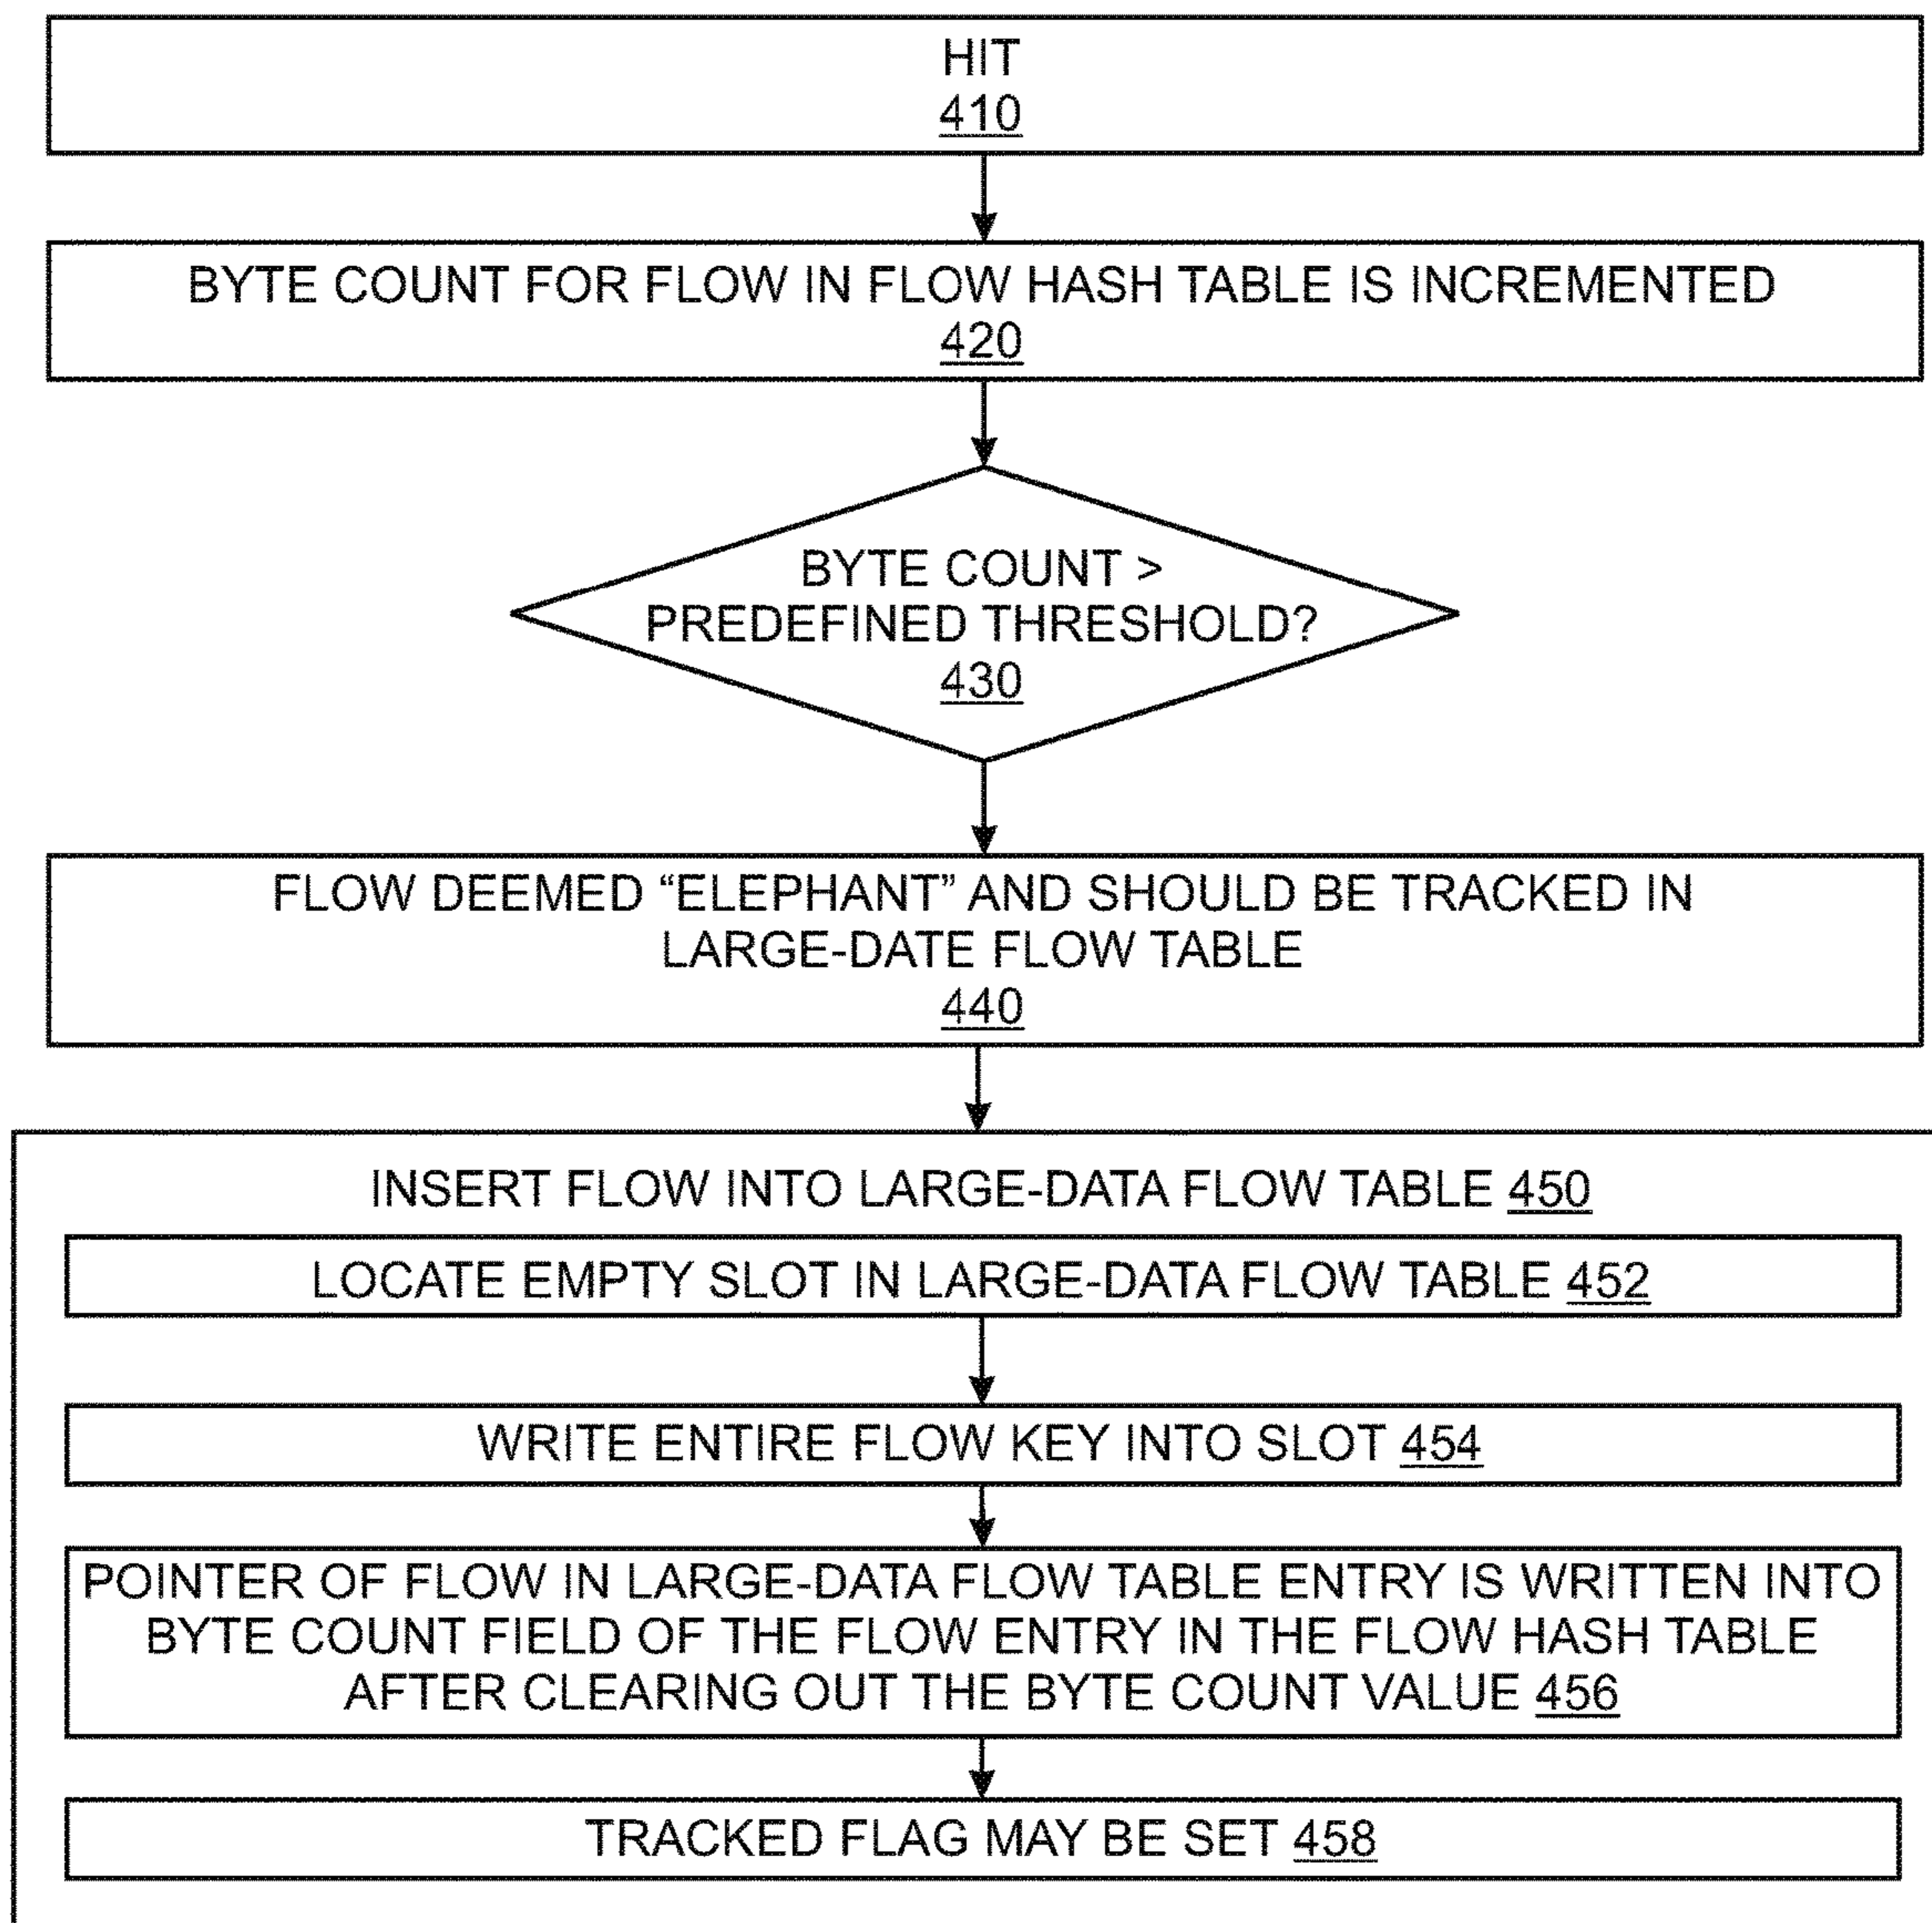 HIT
410
BYTE COUNT FOR FLOW IN FLOW HASH TABLE IS INCREMENTED
420
BYTE COUNT >
PREDEFINED THRESHOLD?
430
FLOW DEEMED “ELEPHANT” AND SHOULD BE TRACKED IN
LARGE-DATE FLOW TABLE
440
INSERT FLOW INTO LARGE-DATA FLOW TABLE 450
LOCATE EMPTY SLOT IN LARGE-DATA FLOW TABLE 452
WRITE ENTIRE FLOW KEY INTO SLOT 454
POINTER OF FLOW IN LARGE-DATA FLOW TABLE ENTRY IS WRITTEN INTO
BYTE COUNT FIELD OF THE FLOW ENTRY IN THE FLOW HASH TABLE
AFTER CLEARING OUT THE BYTE COUNT VALUE 456
TRACKED FLAG MAY BE SET 458